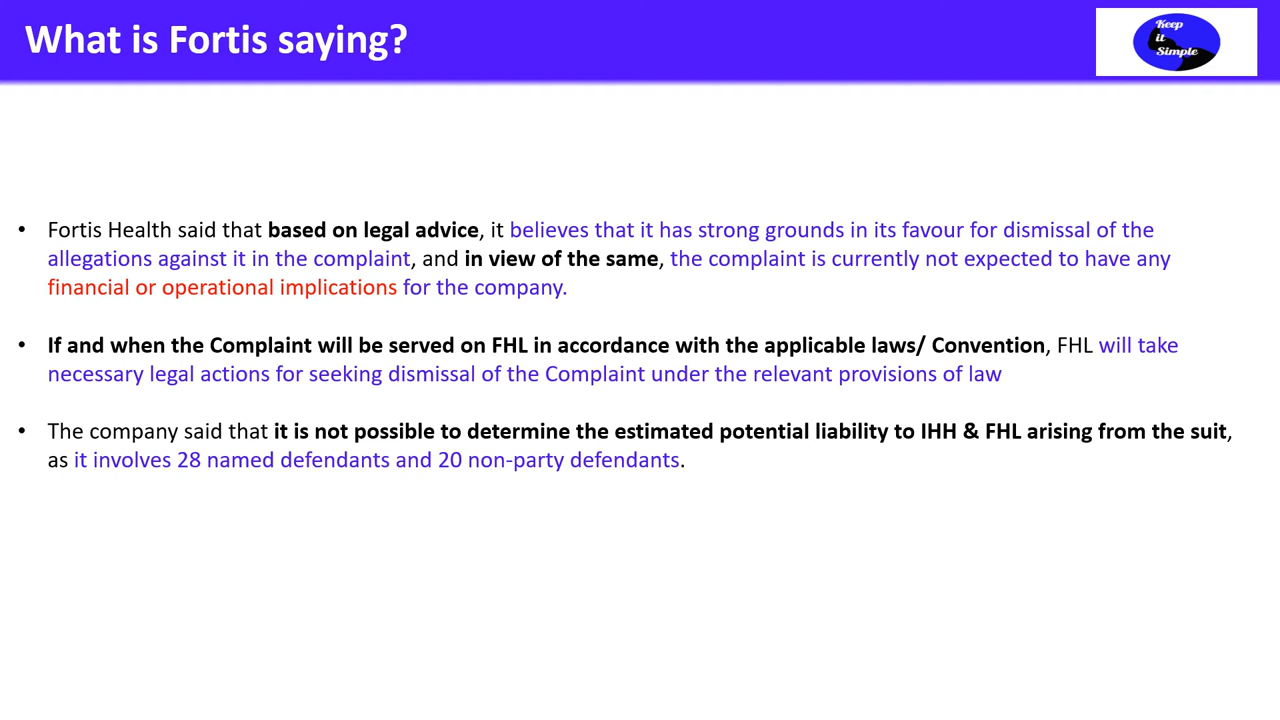 What is Fortis saying?
Keep
it
Simple
• Fortis Health said that based on legal advice, it believes that it has strong grounds in its favour for dismissal of the
allegations against it in the complaint, and in view of the same, the complaint is currently not expected to have any
financial or operational implications for the company.
• If and when the Complaint will be served on FHL in accordance with the applicable laws/ Convention, FHL will take
necessary legal actions for seeking dismissal of the Complaint under the relevant provisions of law
• The company said that it is not possible to determine the estimated potential liability to IHH & FHL arising from the suit,
as it involves 28 named defendants and 20 non-party defendants.